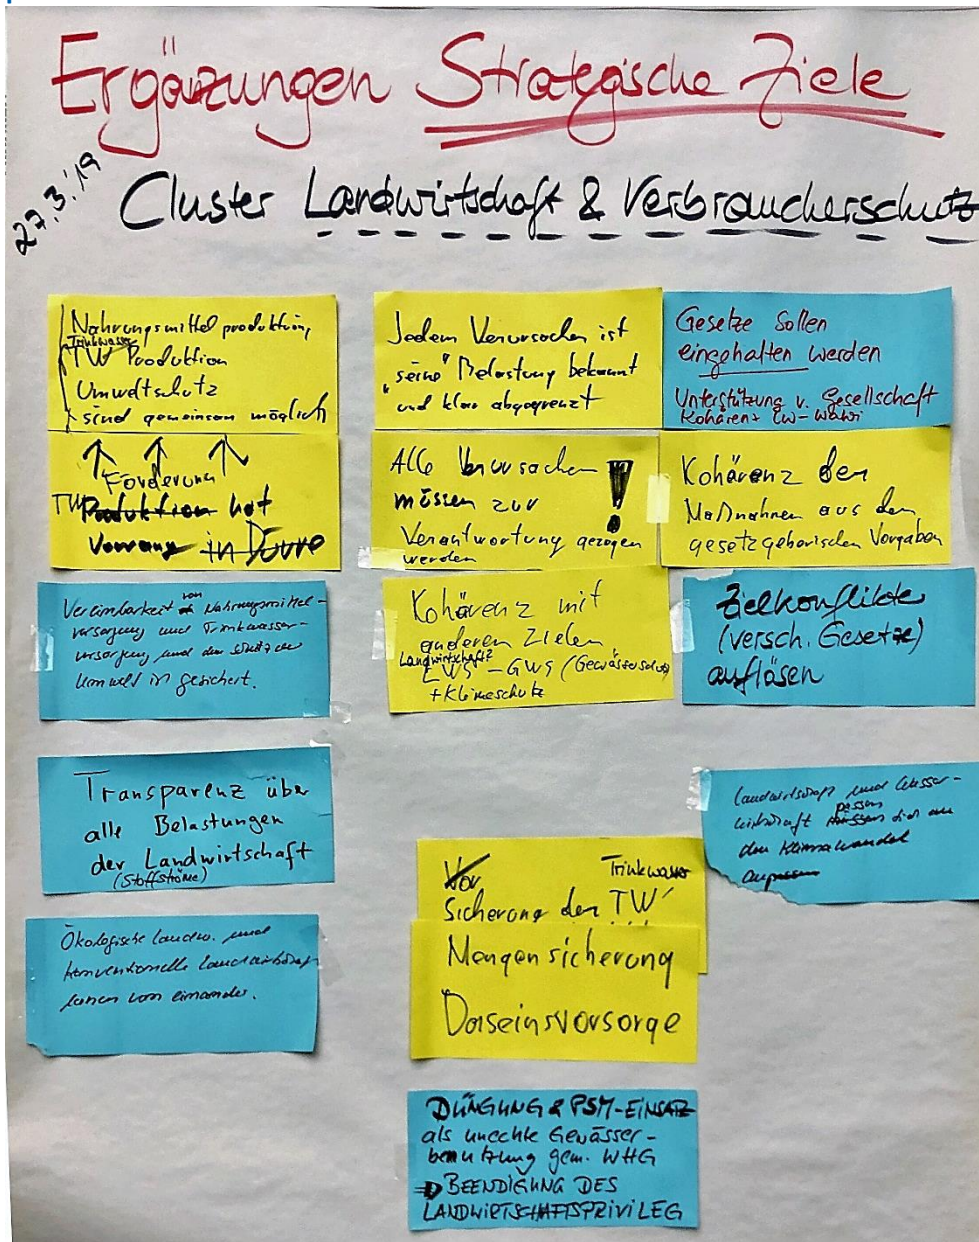 Ergänzungen Strategische Ziele
27.3.'19
Cluster Landwirtschaft & Verbraucherschutz
Nahrungsmittelproduktion,
Trinkwasser
TW Produktion
Umweltschutz
sind gemeinsam möglich
Förderung
TW Produktion hat
Vorrang in Dürre
Vereinbarkeit von Nahrungsmittel-
versorgung und Trinkwasser-
versorgung und der Schutz der
Umwelt ist gesichert.
Transparenz über
alle Belastungen
der Landwirtschaft
(Stoffströme)
Ökologische Landw. und
konventionelle Landwirtschaft
lernen von einander.
Jedem Verursacher ist
"seine" Belastung bekannt
und klar abgegrenzt
Alle Verursacher
müssen zur
Verantwortung gezogen
werden
!
Kohärenz mit
anderen Zielen
Landwirtschaft?
LWS - GWS (Gewässerschutz)
+ Klimaschutz
Vor
Trinkwasser
Sicherung der TW
Mengensicherung
Daseinsvorsorge
DÜNGUNG & PSM-EINSATZ
als unechte Gewässer-
benutzung gem. WHG
⇒ BEENDIGUNG DES
LANDWIRTSCHAFTSPRIVILEG
Gesetze sollen
eingehalten werden
Unterstützung v. Gesellschaft
Kohärenz LW-WaWi
Kohärenz der
Maßnahmen aus den
gesetzgeberischen Vorgaben
Zielkonflikte
(versch. Gesetze)
auflösen
Landwirtschaft und Wasser-
wirtschaft passen
müssen sich an
den Klimawandel
anpassen